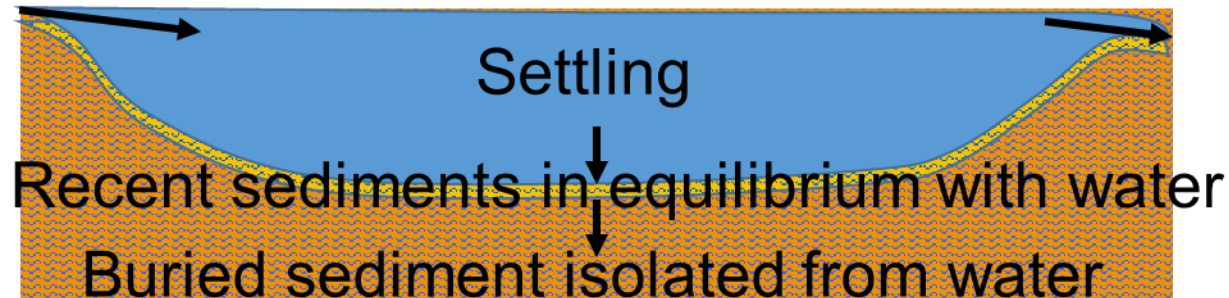 Settling
Recent sediments in equilibrium with water
Buried sediment isolated from water